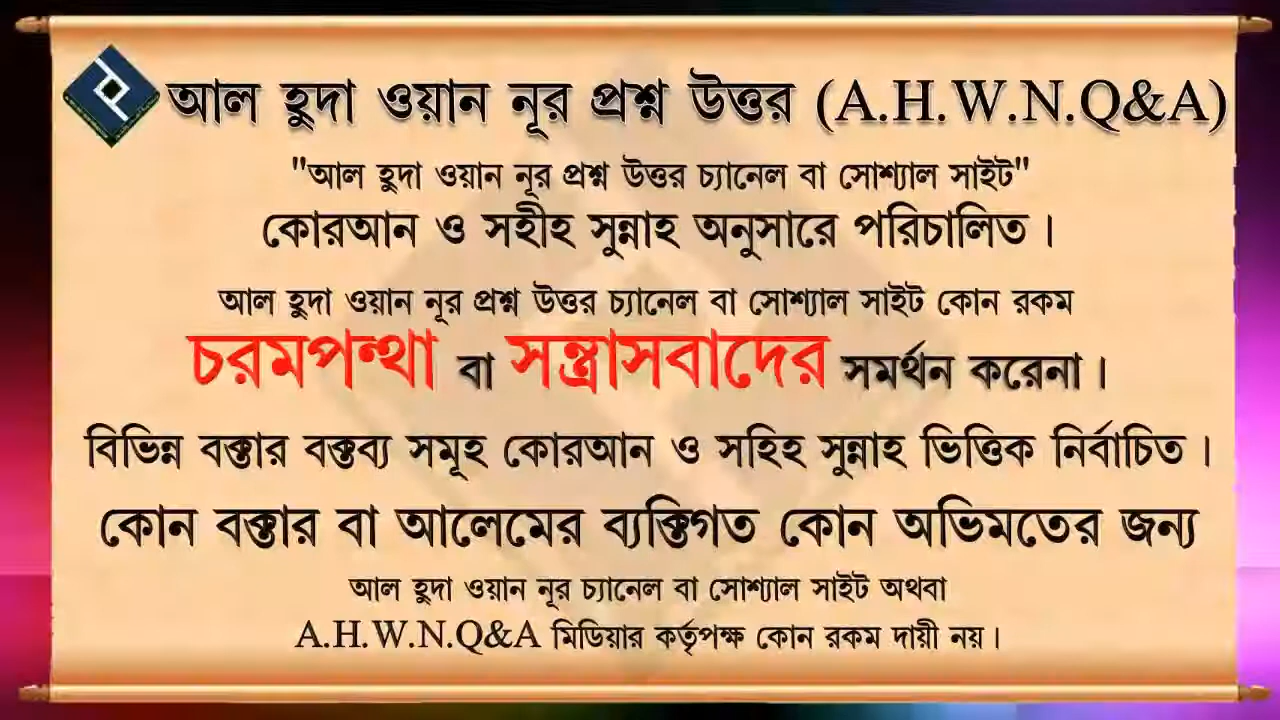 আল হুদা ওয়ান নূর প্রশ্ন উত্তর (A.H.W.N.Q&A)
"আল হুদা ওয়ান নূর প্রশ্ন উত্তর চ্যানেল বা সোশ্যাল সাইট"
কোরআন ও সহীহ সুন্নাহ অনুসারে পরিচালিত।
আল হুদা ওয়ান নূর প্রশ্ন উত্তর চ্যানেল বা সোশ্যাল সাইট কোন রকম
চরমপন্থা বা সন্ত্রাসবাদের সমর্থন করেনা।
বিভিন্ন বক্তার বক্তব্য সমূহ কোরআন ও সহিহ সুন্নাহ ভিত্তিক নির্বাচিত।
কোন বক্তার বা আলেমের ব্যক্তিগত কোন অভিমতের জন্য
আল হুদা ওয়ান নূর চ্যানেল বা সোশ্যাল সাইট অথবা
A.H.W.N.Q&A মিডিয়ার কর্তৃপক্ষ কোন রকম দায়ী নয়।